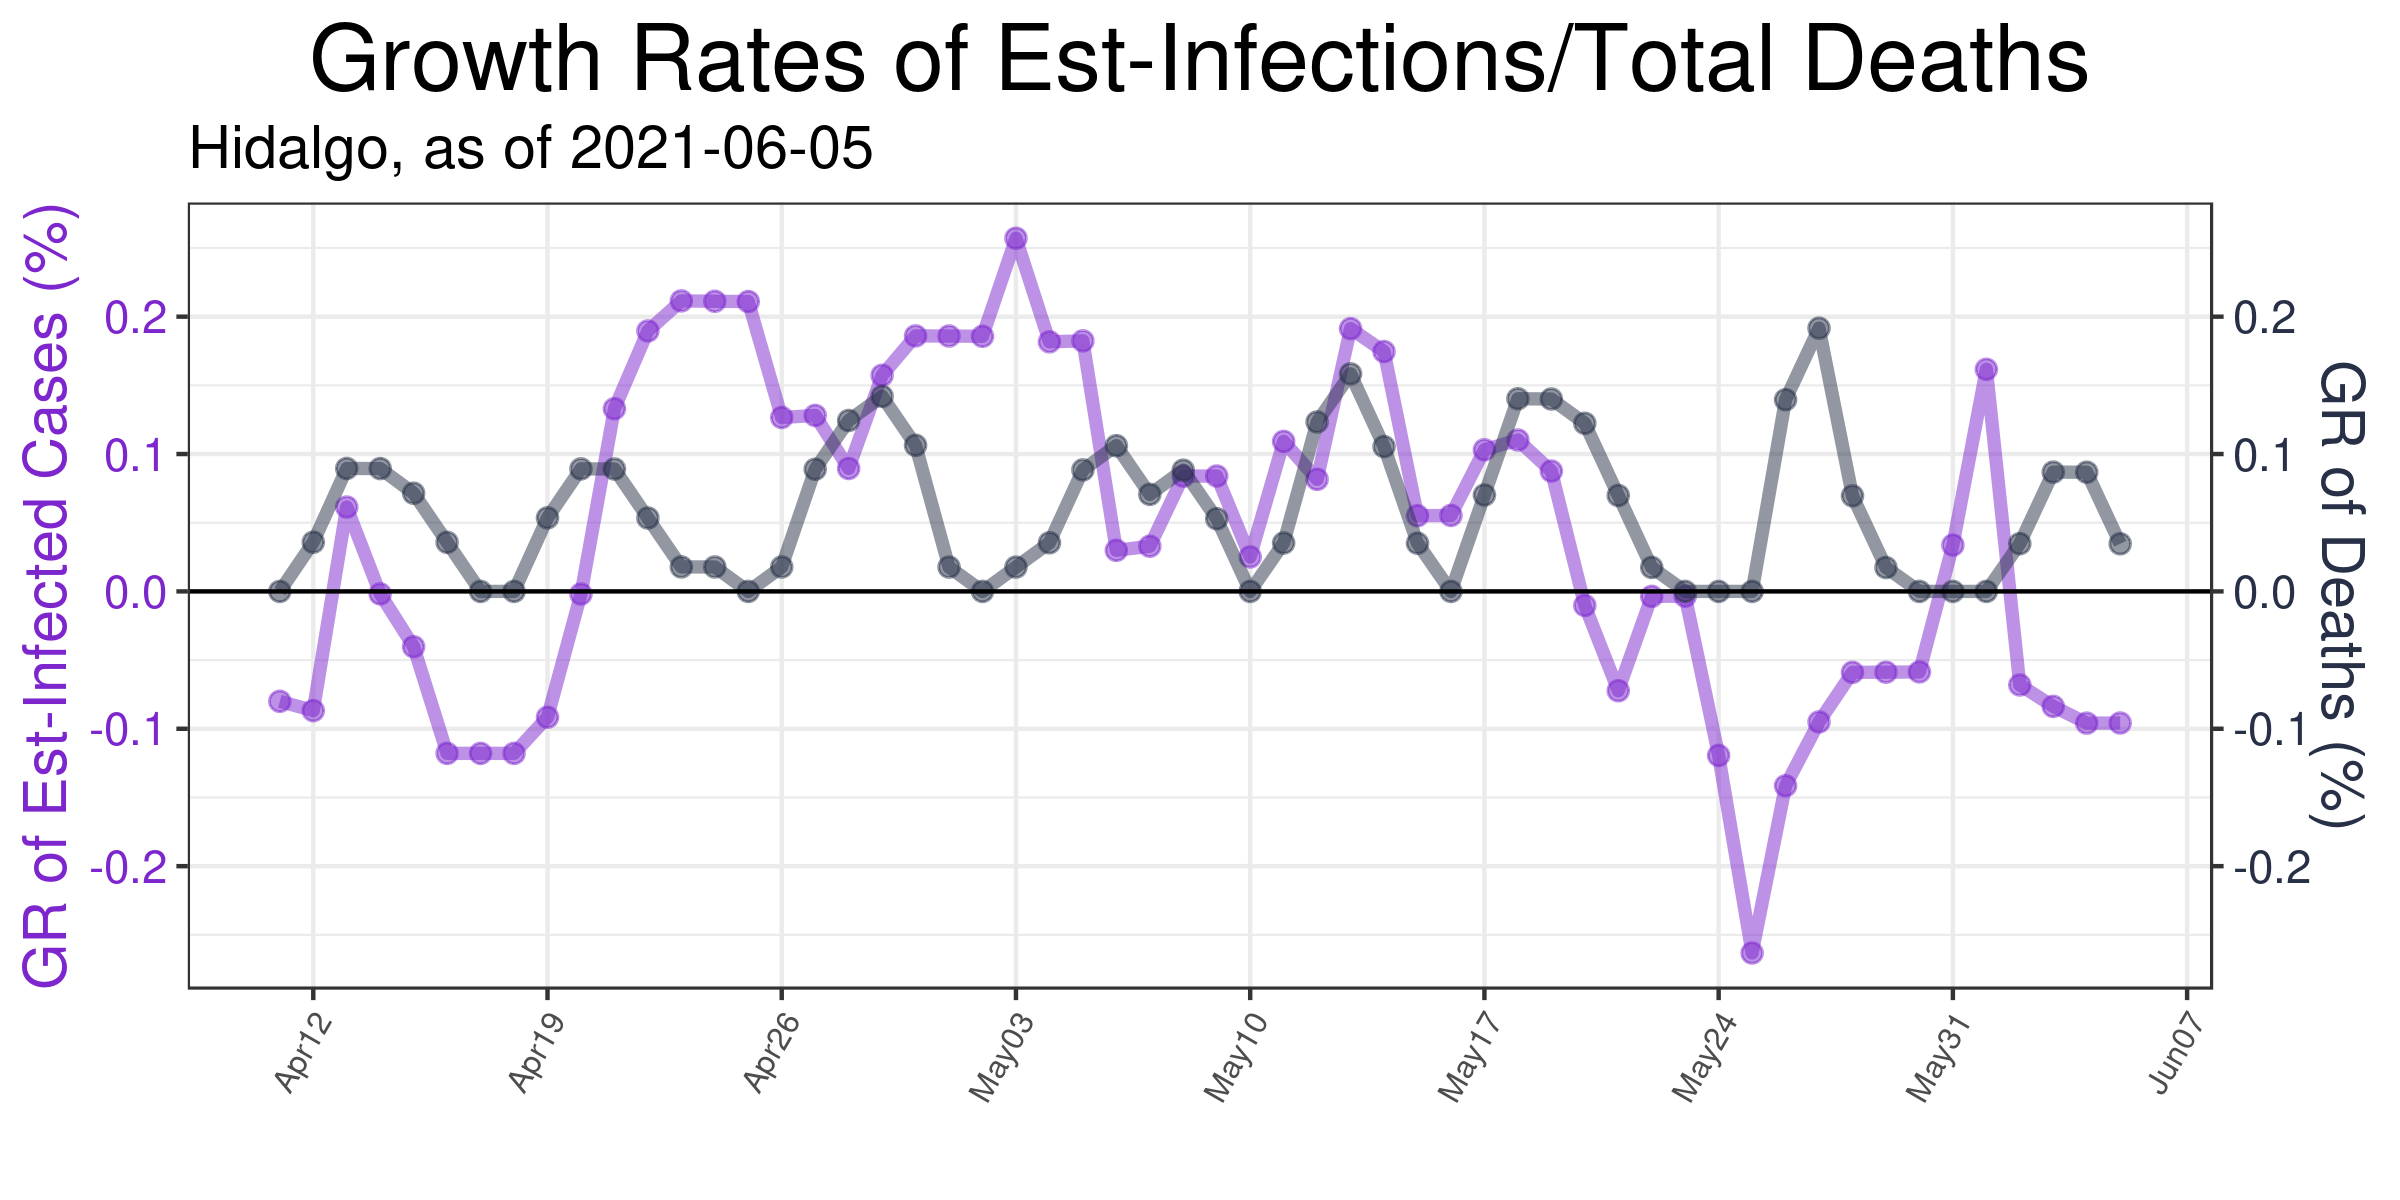 Growth Rates of Est-Infections/Total Deaths
Hidalgo, as of 2021-06-05
GR of Est-Infected Cases (%)
0.2
0.1
0.0
-0.1
-0.2
0.2
0.1
0.0
-0.1
-0.2
GR of Deaths (%)
Apr12
Apr19
Apr26
May03
May10
May17
May24
May31
Jun07